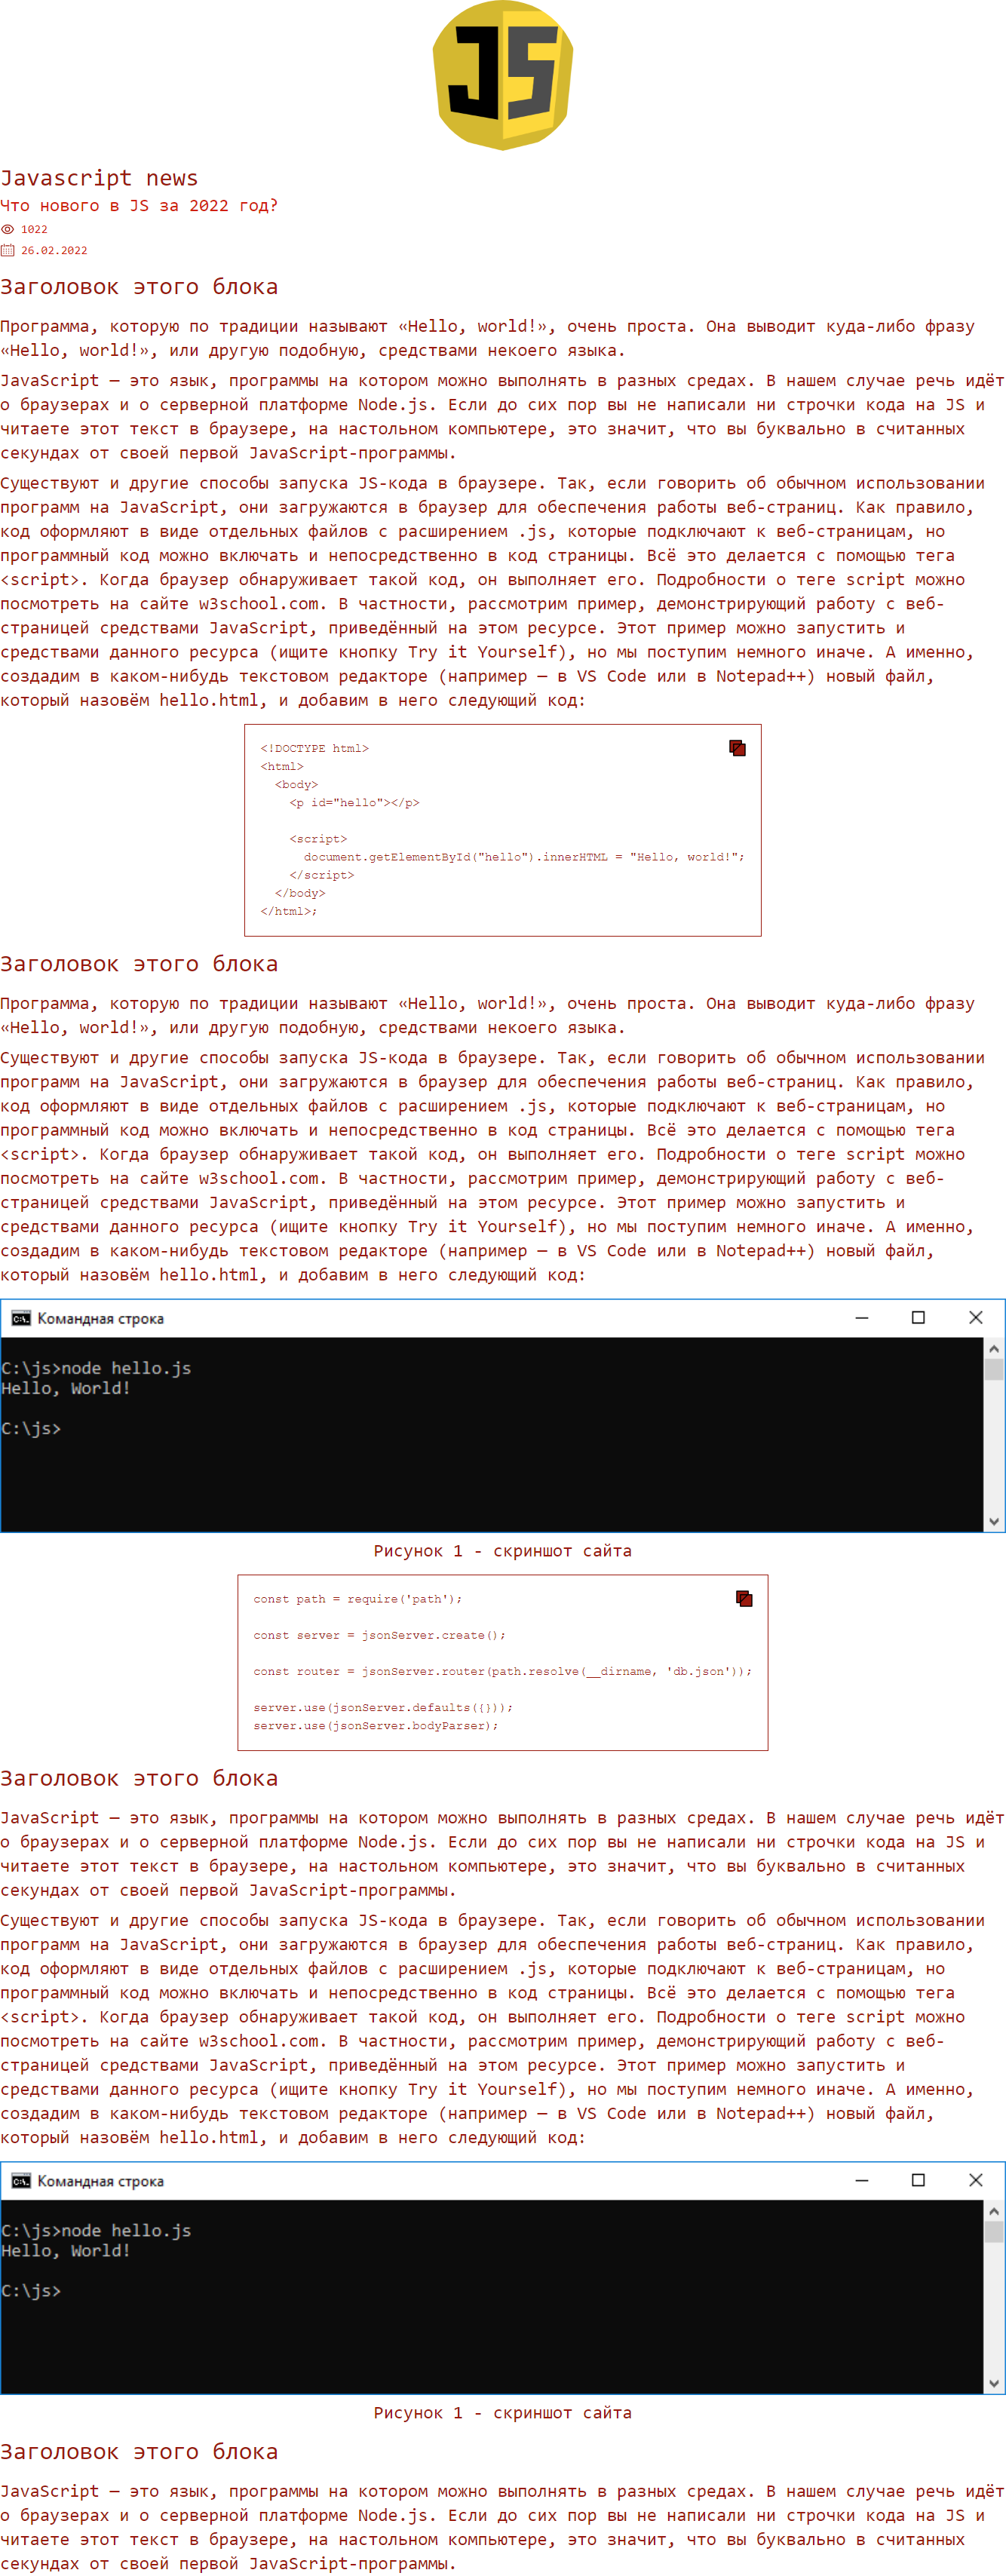 JS
Javascript news
Что нового в JS за 2022 год?
1022
26.02.2022
Заголовок этого блока
Программа, которую по традиции называют «Hello, world!», очень проста. Она выводит куда-либо фразу
«Hello, world!», или другую подобную, средствами некоего языка.
JavaScript — это язык, программы на котором можно выполнять в разных средах. В нашем случае речь идёт
о браузерах и о серверной платформе Node.js. Если до сих пор вы не написали ни строчки кода на JS и
читаете этот текст в браузере, на настольном компьютере, это значит, что вы буквально в считанных
секундах от своей первой JavaScript-программы.
Существуют и другие способы запуска JS-кода в браузере. Так, если говорить об обычном использовании
программ на JavaScript, они загружаются в браузер для обеспечения работы веб-страниц. Как правило,
код оформляют в виде отдельных файлов с расширением .js, которые подключают к веб-страницам, но
программный код можно включать и непосредственно в код страницы. Всё это делается с помощью тега
<script>. Когда браузер обнаруживает такой код, он выполняет его. Подробности о теге script можно
посмотреть на сайте w3school.com. В частности, рассмотрим пример, демонстрирующий работу с веб-
страницей средствами JavaScript, приведённый на этом ресурсе. Этот пример можно запустить и
средствами данного ресурса (ищите кнопку Try it Yourself), но мы поступим немного иначе. А именно,
создадим в каком-нибудь текстовом редакторе (например — в VS Code или в Notepad++) новый файл,
который назовём hello.html, и добавим в него следующий код:
<!DOCTYPE html>
<html>
  <body>
    <p id="hello"></p>
    <script>
      document.getElementById("hello").innerHTML = "Hello, world!";
    </script>
  </body>
</html>;
Заголовок этого блока
Программа, которую по традиции называют «Hello, world!», очень проста. Она выводит куда-либо фразу
«Hello, world!», или другую подобную, средствами некоего языка.
Существуют и другие способы запуска JS-кода в браузере. Так, если говорить об обычном использовании
программ на JavaScript, они загружаются в браузер для обеспечения работы веб-страниц. Как правило,
код оформляют в виде отдельных файлов с расширением .js, которые подключают к веб-страницам, но
программный код можно включать и непосредственно в код страницы. Всё это делается с помощью тега
<script>. Когда браузер обнаруживает такой код, он выполняет его. Подробности о теге script можно
посмотреть на сайте w3school.com. В частности, рассмотрим пример, демонстрирующий работу с веб-
страницей средствами JavaScript, приведённый на этом ресурсе. Этот пример можно запустить и
средствами данного ресурса (ищите кнопку Try it Yourself), но мы поступим немного иначе. А именно,
создадим в каком-нибудь текстовом редакторе (например — в VS Code или в Notepad++) новый файл,
который назовём hello.html, и добавим в него следующий код:
C:\. Командная строка
C:\js>node hello.js
Hello, World!
C:\js>
Рисунок 1 - скриншот сайта
const path = require('path');
const server = jsonServer.create();
const router = jsonServer.router(path.resolve(__dirname, 'db.json'));
server.use(jsonServer.defaults({}));
server.use(jsonServer.bodyParser);
Заголовок этого блока
JavaScript — это язык, программы на котором можно выполнять в разных средах. В нашем случае речь идёт
о браузерах и о серверной платформе Node.js. Если до сих пор вы не написали ни строчки кода на JS и
читаете этот текст в браузере, на настольном компьютере, это значит, что вы буквально в считанных
секундах от своей первой JavaScript-программы.
Существуют и другие способы запуска JS-кода в браузере. Так, если говорить об обычном использовании
программ на JavaScript, они загружаются в браузер для обеспечения работы веб-страниц. Как правило,
код оформляют в виде отдельных файлов с расширением .js, которые подключают к веб-страницам, но
программный код можно включать и непосредственно в код страницы. Всё это делается с помощью тега
<script>. Когда браузер обнаруживает такой код, он выполняет его. Подробности о теге script можно
посмотреть на сайте w3school.com. В частности, рассмотрим пример, демонстрирующий работу с веб-
страницей средствами JavaScript, приведённый на этом ресурсе. Этот пример можно запустить и
средствами данного ресурса (ищите кнопку Try it Yourself), но мы поступим немного иначе. А именно,
создадим в каком-нибудь текстовом редакторе (например — в VS Code или в Notepad++) новый файл,
который назовём hello.html, и добавим в него следующий код:
C:\. Командная строка
C:\js>node hello.js
Hello, World!
C:\js>
Рисунок 1 - скриншот сайта
Заголовок этого блока
JavaScript — это язык, программы на котором можно выполнять в разных средах. В нашем случае речь идёт
о браузерах и о серверной платформе Node.js. Если до сих пор вы не написали ни строчки кода на JS и
читаете этот текст в браузере, на настольном компьютере, это значит, что вы буквально в считанных
секундах от своей первой JavaScript-программы.